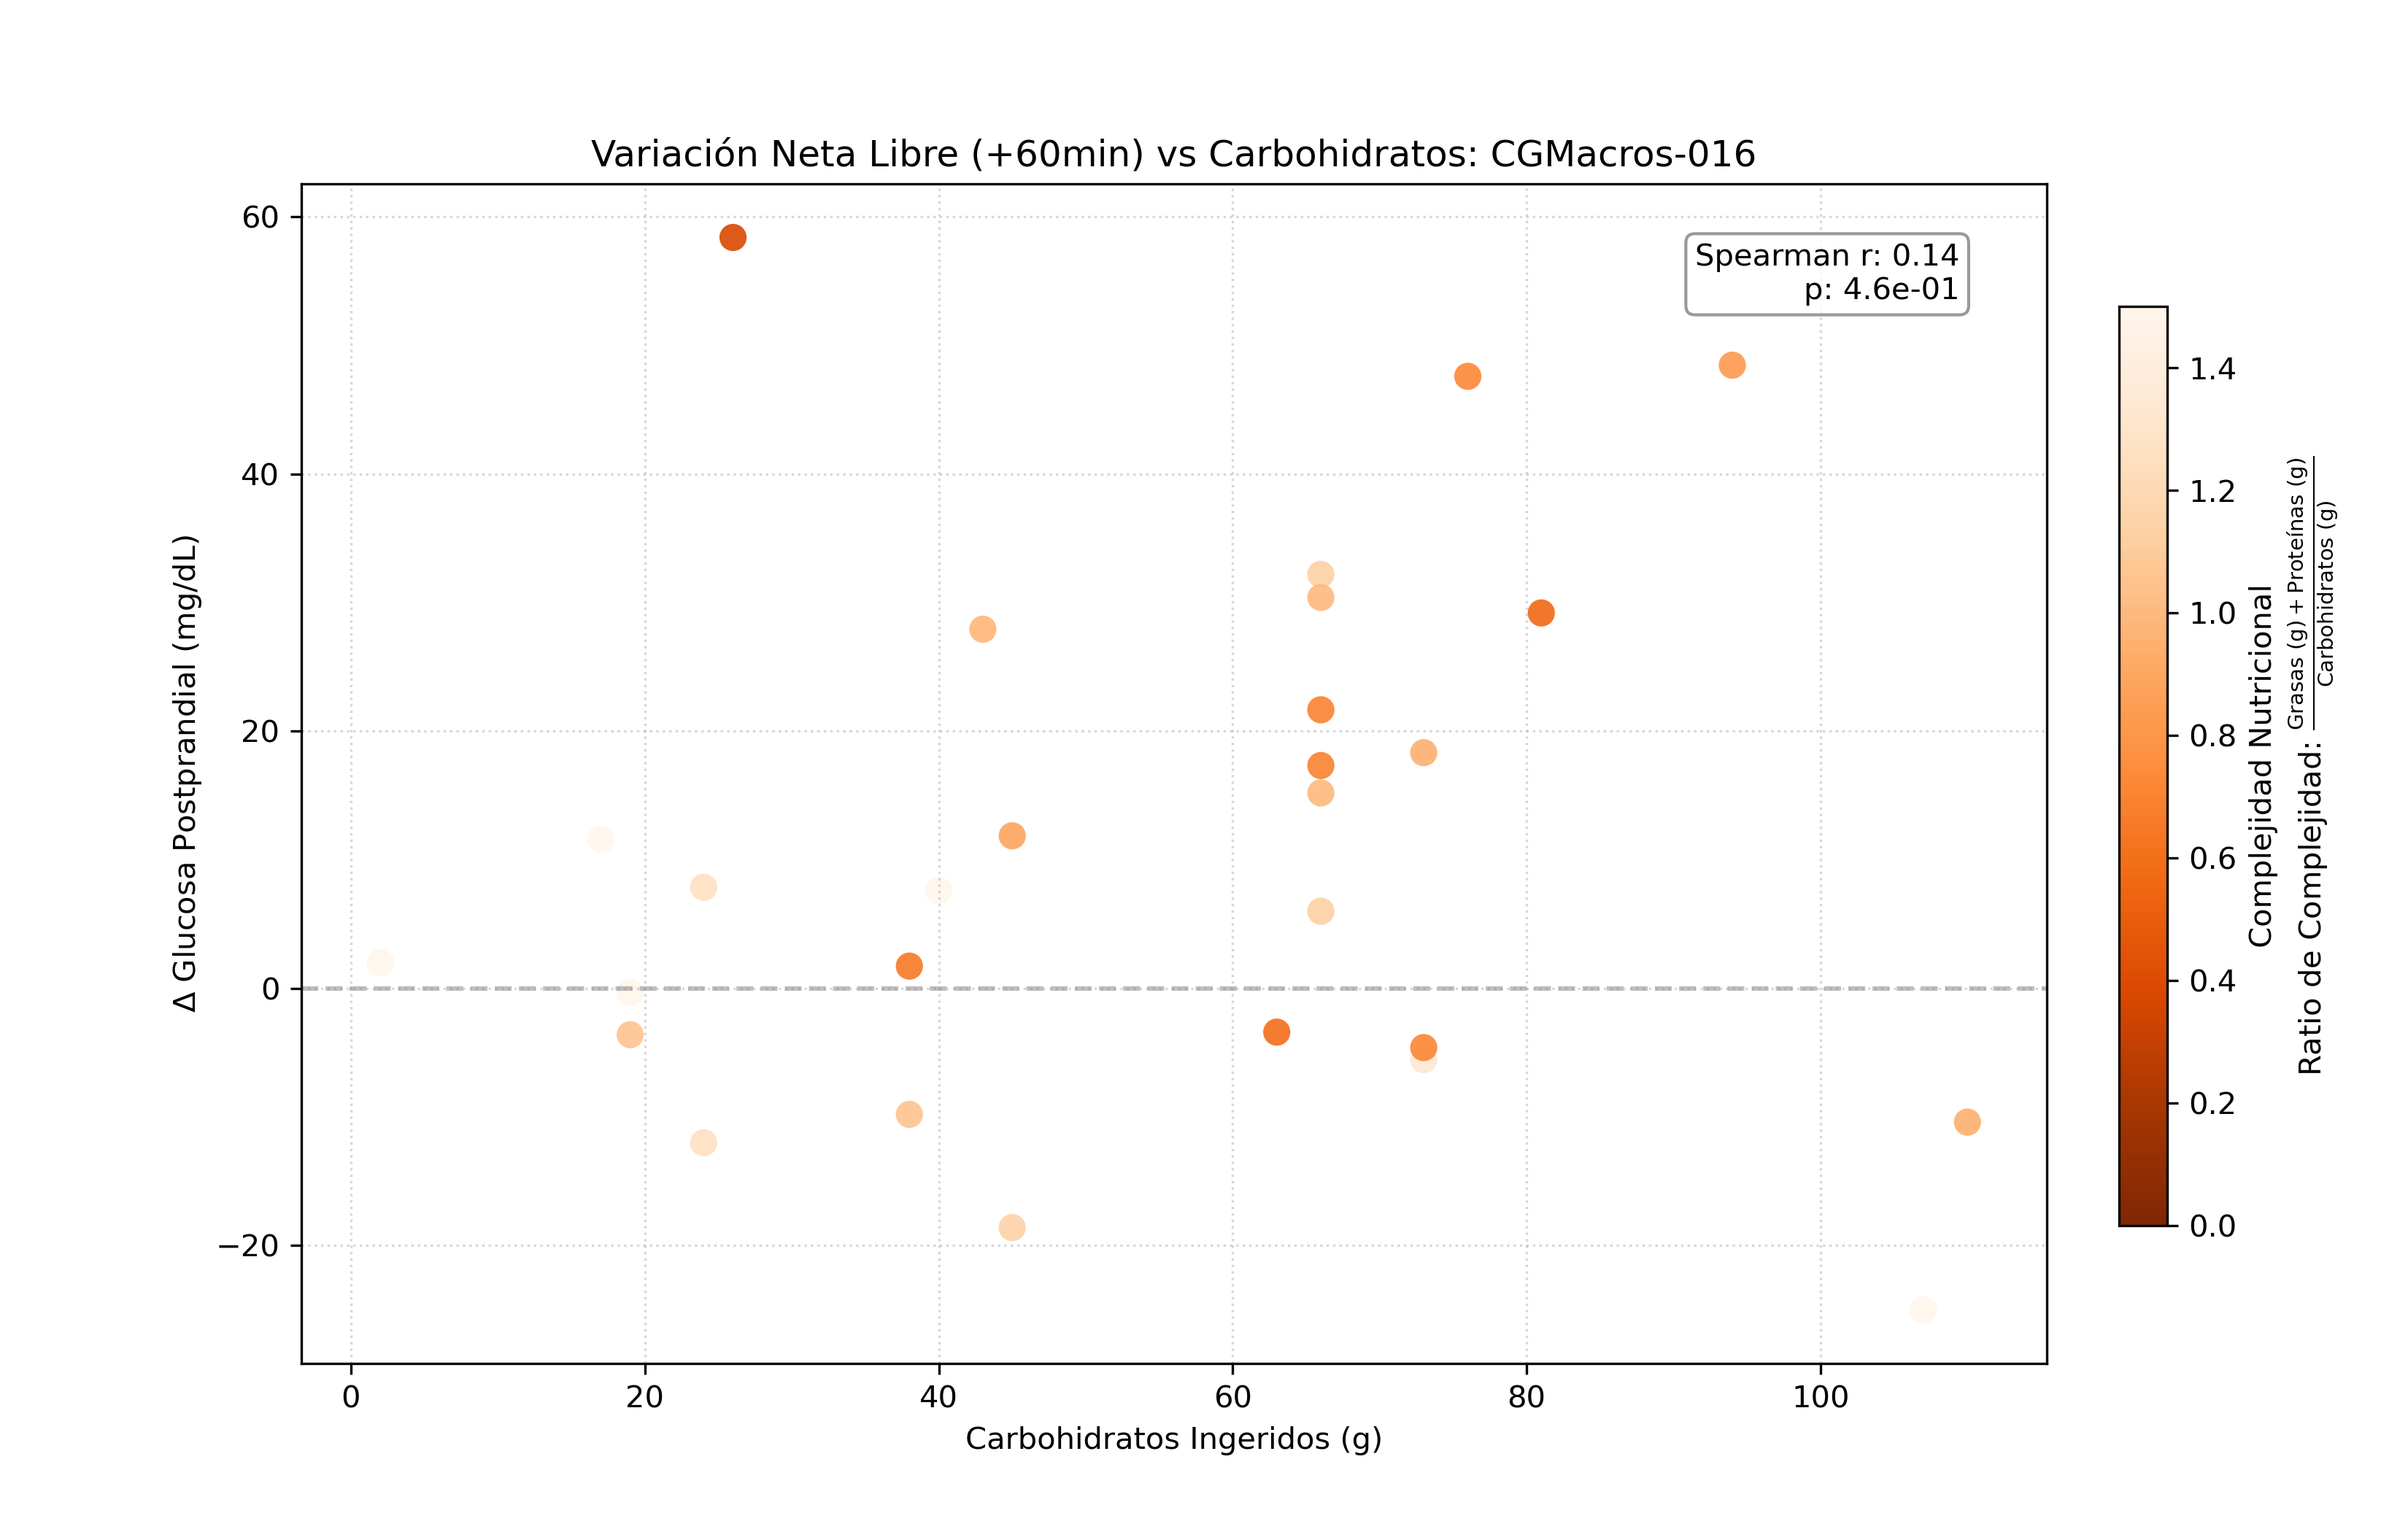 Variación Neta Libre (+60min) vs Carbohidratos: CGMacros-016
Spearman r: 0.14
p: 4.6e-01
Δ Glucosa Postprandial (mg/dL)
60
40
20
0
−20
0
20
40
60
80
100
Carbohidratos Ingeridos (g)
1.4
1.2
1.0
0.8
0.6
0.4
0.2
0.0
Complejidad Nutricional
Ratio de Complejidad: Grasas (g) + Proteínas (g)
Carbohidratos (g)